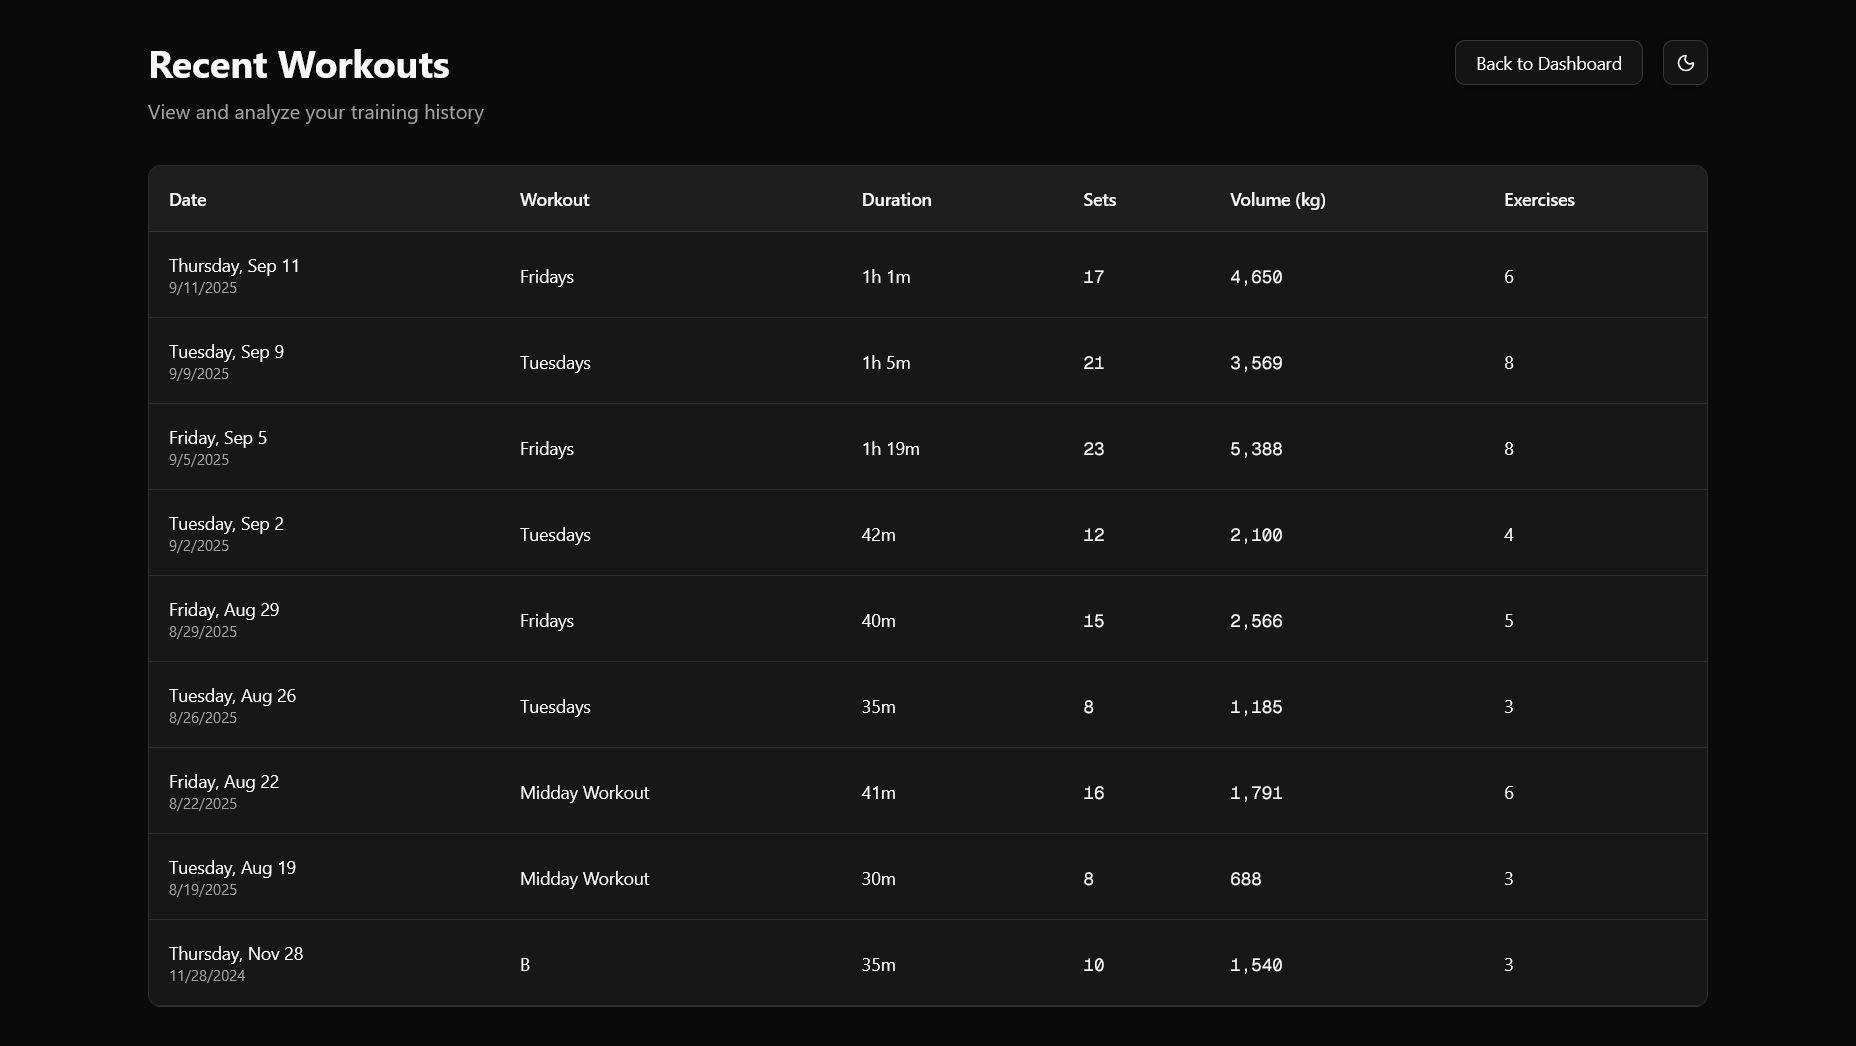 Recent Workouts
View and analyze your training history
Back to Dashboard
Date Workout Duration Sets Volume (kg) Exercises
Thursday, Sep 11
9/11/2025
Fridays 1h 1m 17 4,650 6
Tuesday, Sep 9
9/9/2025
Tuesdays 1h 5m 21 3,569 8
Friday, Sep 5
9/5/2025
Fridays 1h 19m 23 5,388 8
Tuesday, Sep 2
9/2/2025
Tuesdays 42m 12 2,100 4
Friday, Aug 29
8/29/2025
Fridays 40m 15 2,566 5
Tuesday, Aug 26
8/26/2025
Tuesdays 35m 8 1,185 3
Friday, Aug 22
8/22/2025
Midday Workout 41m 16 1,791 6
Tuesday, Aug 19
8/19/2025
Midday Workout 30m 8 688 3
Thursday, Nov 28
11/28/2024
B 35m 10 1,540 3